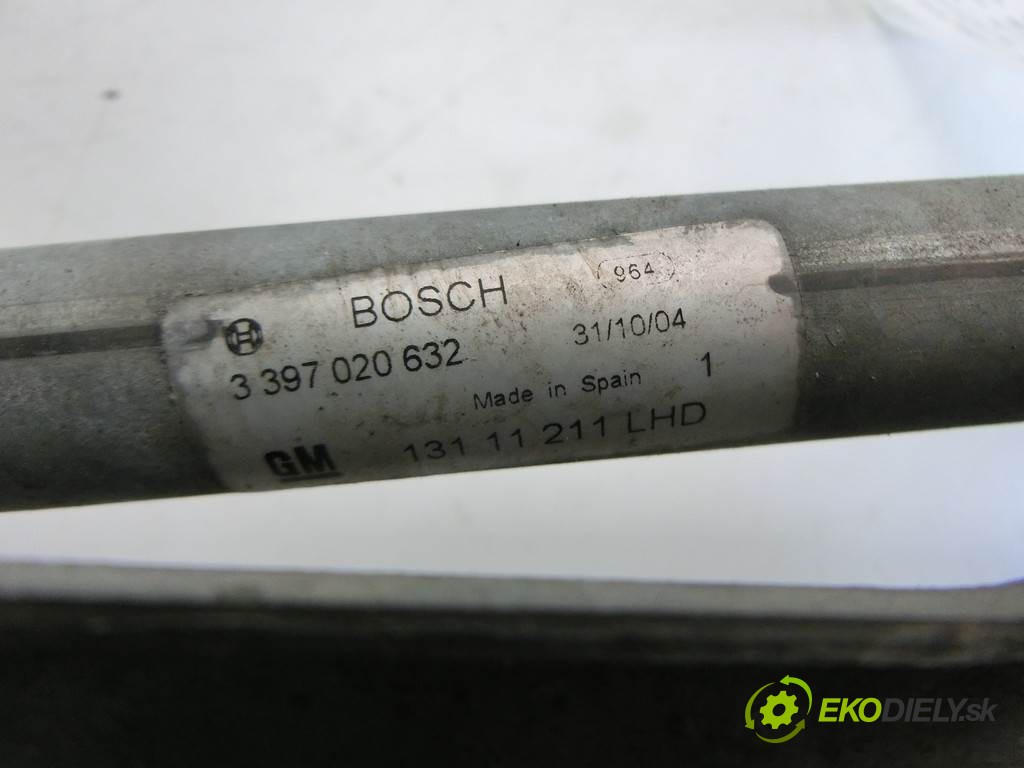 BOSCH 964
3 397 020 632 31/10/04
Made in Spain 1
GM 131 11 211 LHD
EKODIELY.sk